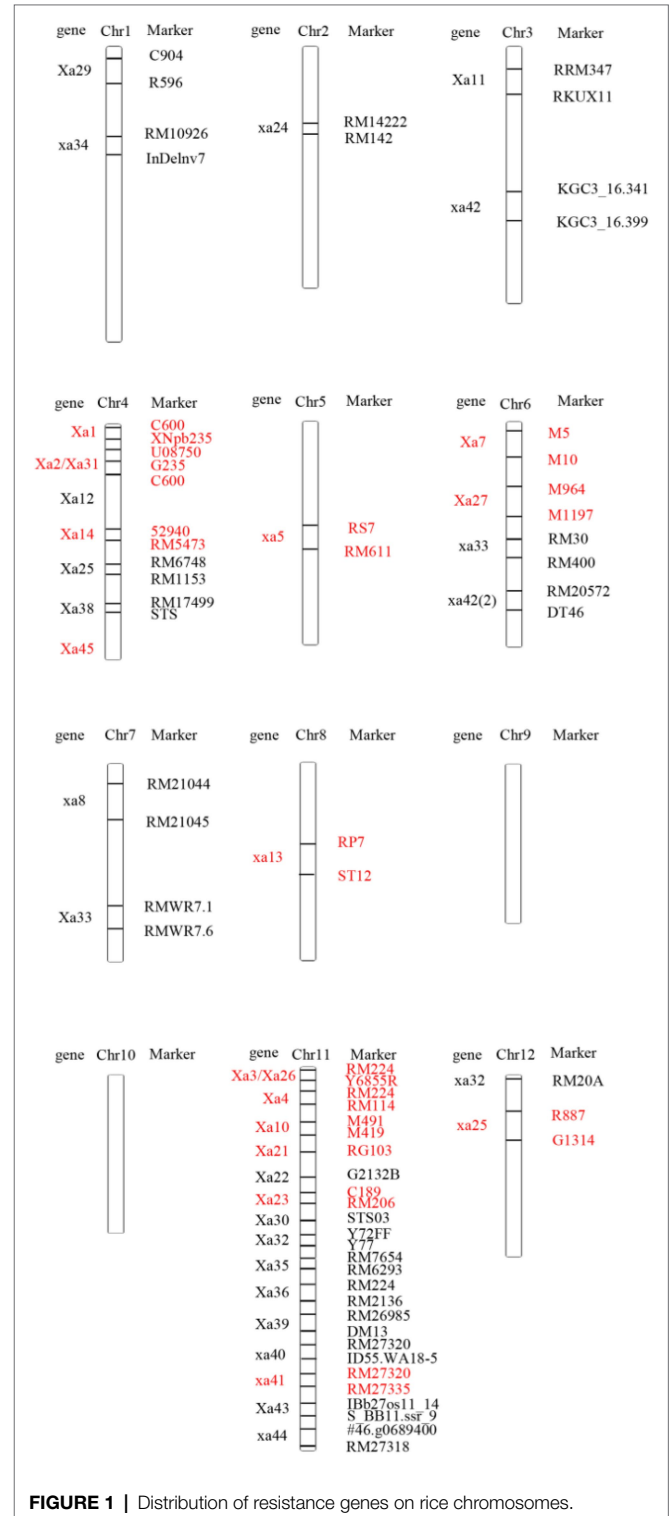 gene Chr1 Marker
C904
Xa29
R596
RM10926
xa34
InDelnv7
gene Chr2 Marker
RM14222
xa24
RM142
gene Chr3 Marker
RRM347
Xa11
RKUX11
KGC3_16.341
xa42
KGC3_16.399
gene Chr4 Marker
C600
Xa1
XNpb235
U08750
Xa2/Xa31
G235
C600
Xa12
Xa14
52940
RM5473
Xa25
RM6748
RM1153
Xa38
RM17499
STS
Xa45
gene Chr5 Marker
RS7
xa5
RM611
gene Chr6 Marker
M5
Xa7
M10
M964
Xa27
M1197
RM30
xa33
RM400
RM20572
xa42(2)
DT46
gene Chr7 Marker
RM21044
xa8
RM21045
RMWR7.1
Xa33
RMWR7.6
gene Chr8 Marker
RP7
xa13
ST12
gene Chr9 Marker
gene Chr10 Marker
gene Chr11 Marker
RM224
Xa3/Xa26
Y6855R
RM224
Xa4
RM114
M491
Xa10
M419
Xa21
RG103
Xa22
G2132B
C189
Xa23
RM206
Xa30
STS03
Y72FF
Xa32
Y77
RM7654
Xa35
RM6293
RM224
Xa36
RM2136
RM26985
Xa39
DM13
RM27320
xa40
ID55.WA18-5
RM27320
xa41
RM27335
IBb27os11_14
Xa43
S_BB11.ssr_9
#46.g0689400
xa44
RM27318
gene Chr12 Marker
xa32 RM20A
R887
xa25
G1314
FIGURE 1 | Distribution of resistance genes on rice chromosomes.